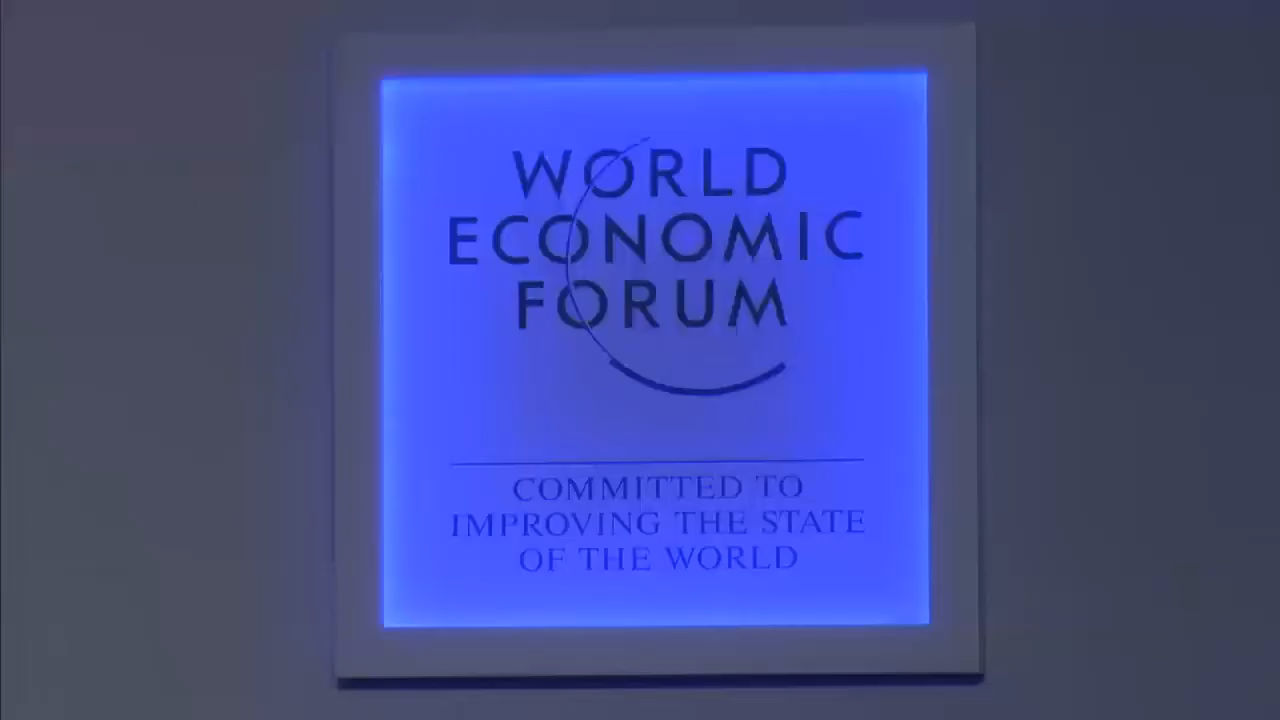 WORLD
ECONOMIC
FORUM
COMMITTED TO
IMPROVING THE STATE
OF THE WORLD